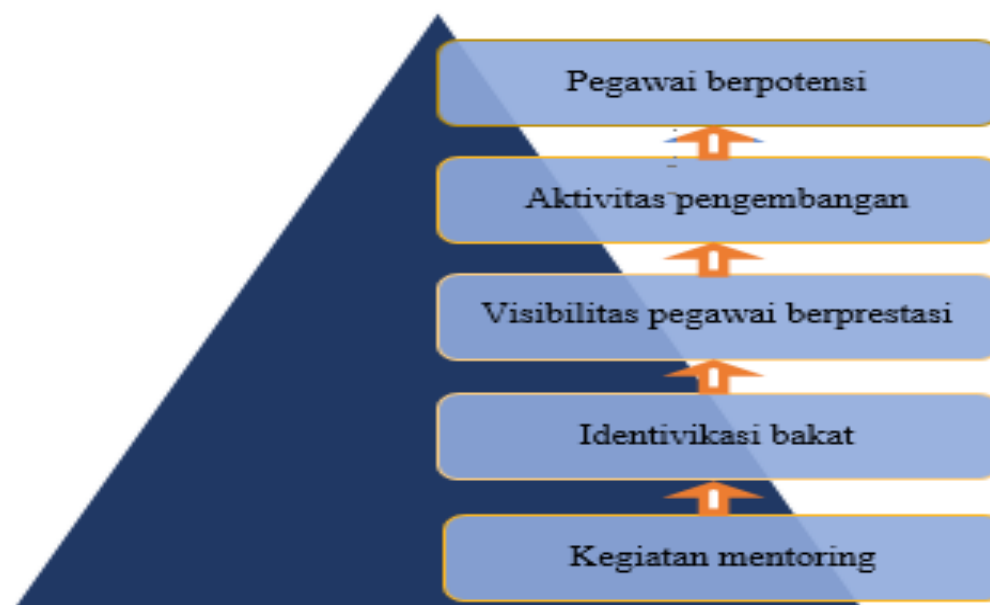 Pegawai berpotensi
Aktivitas pengembangan
Visibilitas pegawai berprestasi
Identivikasi bakat
Kegiatan mentoring